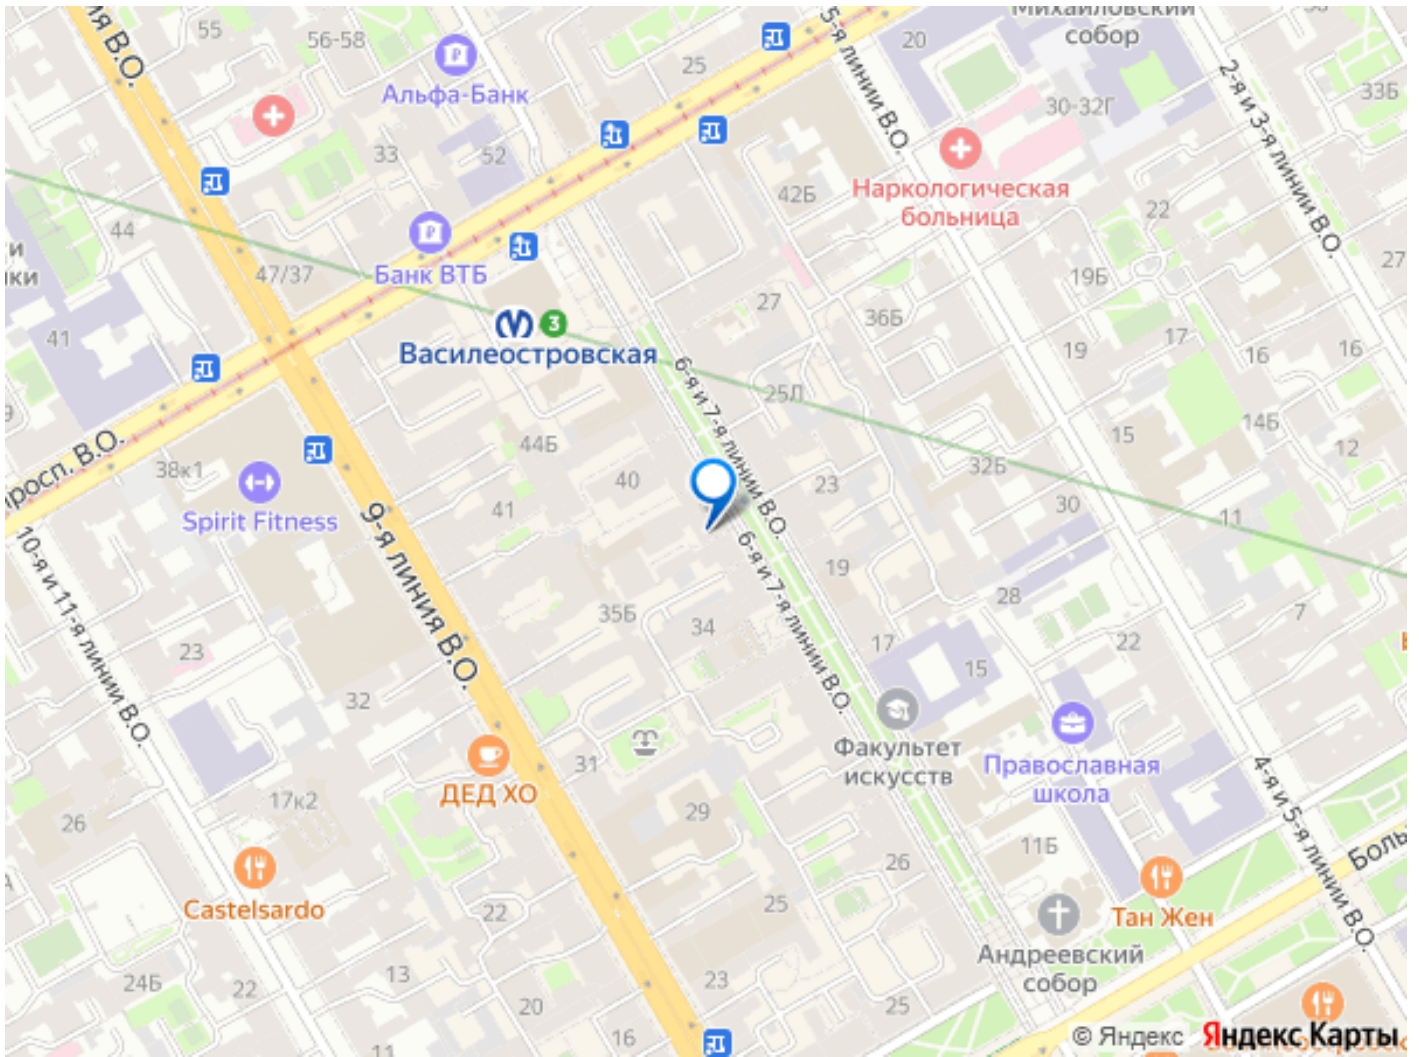 Михайловский
собор
55
56-58
20
25
Альфа-Банк
33Б
30-32Г
5-я линии В.О.
2-я и 3-я линии В.О.
33
52
42Б
Наркологическая
больница
22
44
47/37
Банк ВТБ
27
19Б
27
36Б
41
3
Василеостровская
17
19
16
16
6-я и 7-я линии В.О.
25Л
14Б
15
12
44Б
32Б
38к1
40
23
30
11
просп. В.О.
Spirit Fitness
41
9-я линия В.О.
10-я и 11-я линии В.О.
6-я и 7-я линии В.О.
19
28
7
35Б
34
17
22
23
15
32
Факультет
искусств
Православная
школа
31
ДЕД ХО
4-я и 5-я линии В.О.
17к2
29
26
11Б
26
Боль
Castelsardo
22
25
Тан Жен
Андреевский
собор
13
24Б
22
23
20
25
16
11
© Яндекс
Яндекс Карты